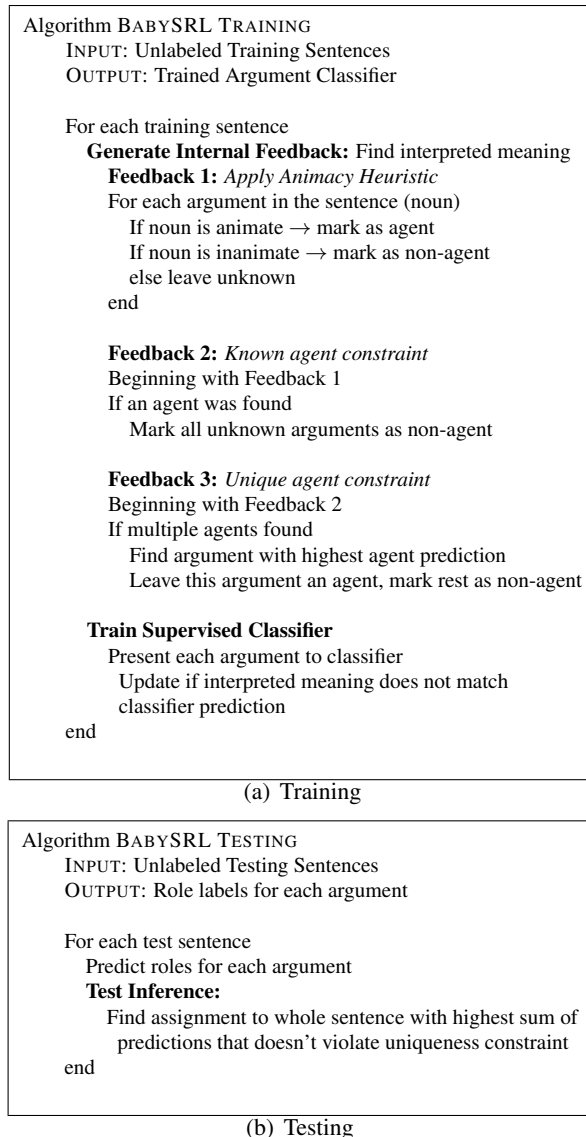 Algorithm BABYSRL TRAINING
INPUT: Unlabeled Training Sentences
OUTPUT: Trained Argument Classifier
For each training sentence
Generate Internal Feedback: Find interpreted meaning
Feedback 1: Apply Animacy Heuristic
For each argument in the sentence (noun)
If noun is animate → mark as agent
If noun is inanimate → mark as non-agent
else leave unknown
end
Feedback 2: Known agent constraint
Beginning with Feedback 1
If an agent was found
Mark all unknown arguments as non-agent
Feedback 3: Unique agent constraint
Beginning with Feedback 2
If multiple agents found
Find argument with highest agent prediction
Leave this argument an agent, mark rest as non-agent
Train Supervised Classifier
Present each argument to classifier
Update if interpreted meaning does not match
classifier prediction
end
(a) Training
Algorithm BABYSRL TESTING
INPUT: Unlabeled Testing Sentences
OUTPUT: Role labels for each argument
For each test sentence
Predict roles for each argument
Test Inference:
Find assignment to whole sentence with highest sum of
predictions that doesn't violate uniqueness constraint
end
(b) Testing